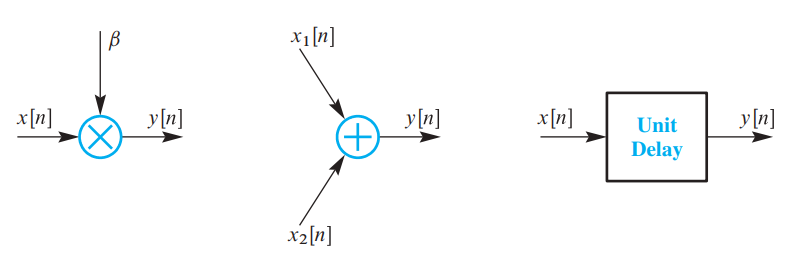 β
x[n]
y[n]
x₁[n]
y[n]
x₂[n]
x[n]
Unit
Delay
y[n]